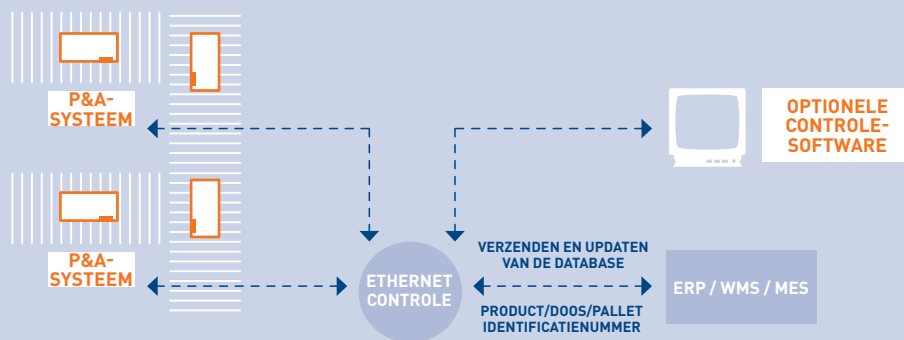 P&A-
SYSTEEM
OPTIONELE
CONTROLE-
SOFTWARE
P&A-
SYSTEEM
ETHERNET
CONTROLE
VERZENDEN EN UPDATEN
VAN DE DATABASE
PRODUCT/DOOS/PALLET
IDENTIFICATIENUMMER
ERP / WMS / MES